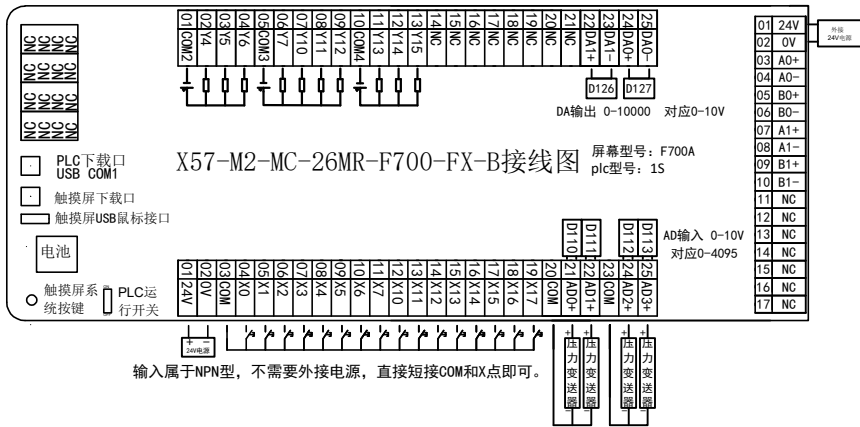 01 COM2
02 Y4
03 Y5
04 Y6
05 COM3
06 Y7
07 Y10
08 Y11
09 Y12
10 COM4
11 Y13
12 Y14
13 Y15
14 NC
15 NC
16 NC
17 NC
18 NC
19 NC
20 NC
21 NC
22 DA1+
23 DA1-
24 DA0+
25 DA0-
NC NC NC NC
NC NC NC NC
NC NC NC NC
NC NC NC NC
D126 D127
DA输出 0-10000 对应0-10V
01 24V
02 0V
03 A0+
04 A0-
05 B0+
06 B0-
07 A1+
08 A1-
09 B1+
10 B1-
11 NC
12 NC
13 NC
14 NC
15 NC
16 NC
17 NC
外接
24V电源
PLC下载口
USB COM1
触摸屏下载口
触摸屏USB鼠标接口
电池
触摸屏系
统按键
PLC运
行开关
X57-M2-MC-26MR-F700-FX-B接线图
屏幕型号：F700A
plc型号：1S
D110 D111 D112 D113
AD输入 0-10V
对应0-4095
01 24V
02 0V
03 COM
04 X0
05 X1
06 X2
07 X3
08 X4
09 X5
10 X6
11 X7
12 X10
13 X11
14 X12
15 X13
16 X14
17 X15
18 X16
19 X17
20 COM
21 AD0+
22 AD1+
23 COM
24 AD2+
25 AD3+
+ −
24V电源
输入属于NPN型，不需要外接电源，直接短接COM和X点即可。
+压力变送器−
+压力变送器−
+压力变送器−
+压力变送器−